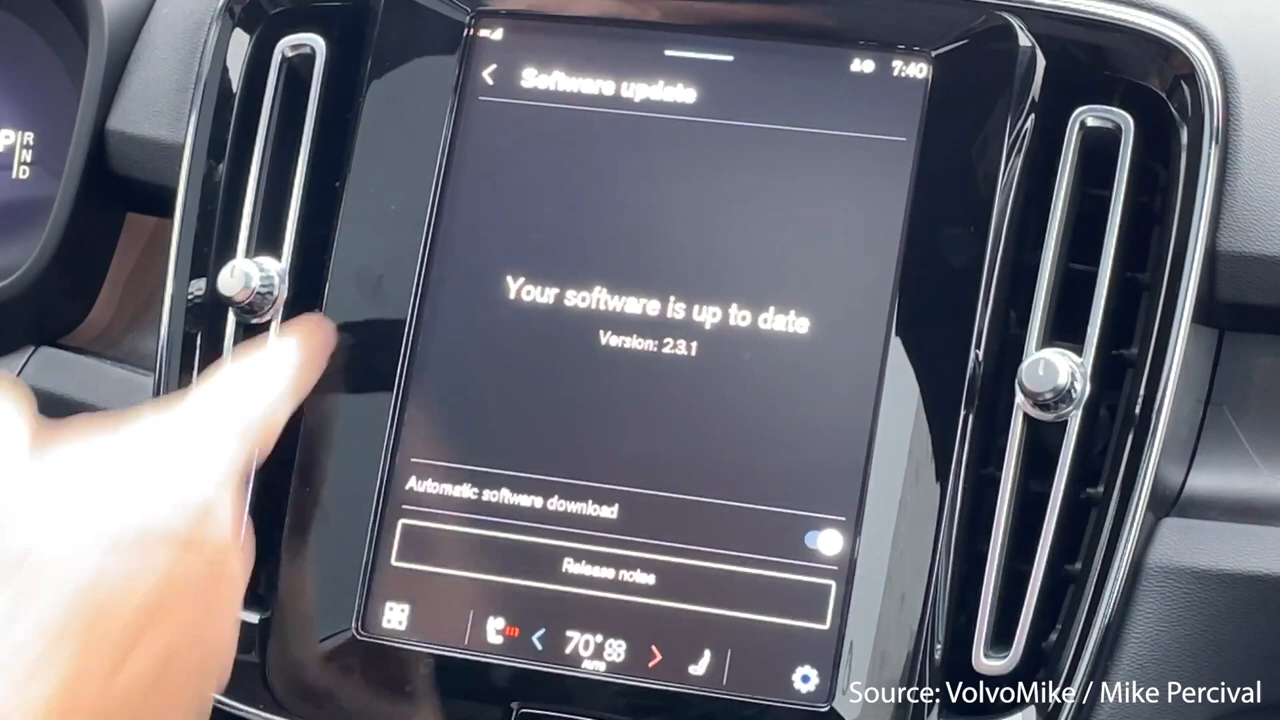 P R
N
D
7:40
Software update
Your software is up to date
Version: 2.3.1
Automatic software download
Release notes
70°
AUTO
Source: VolvoMike / Mike Percival